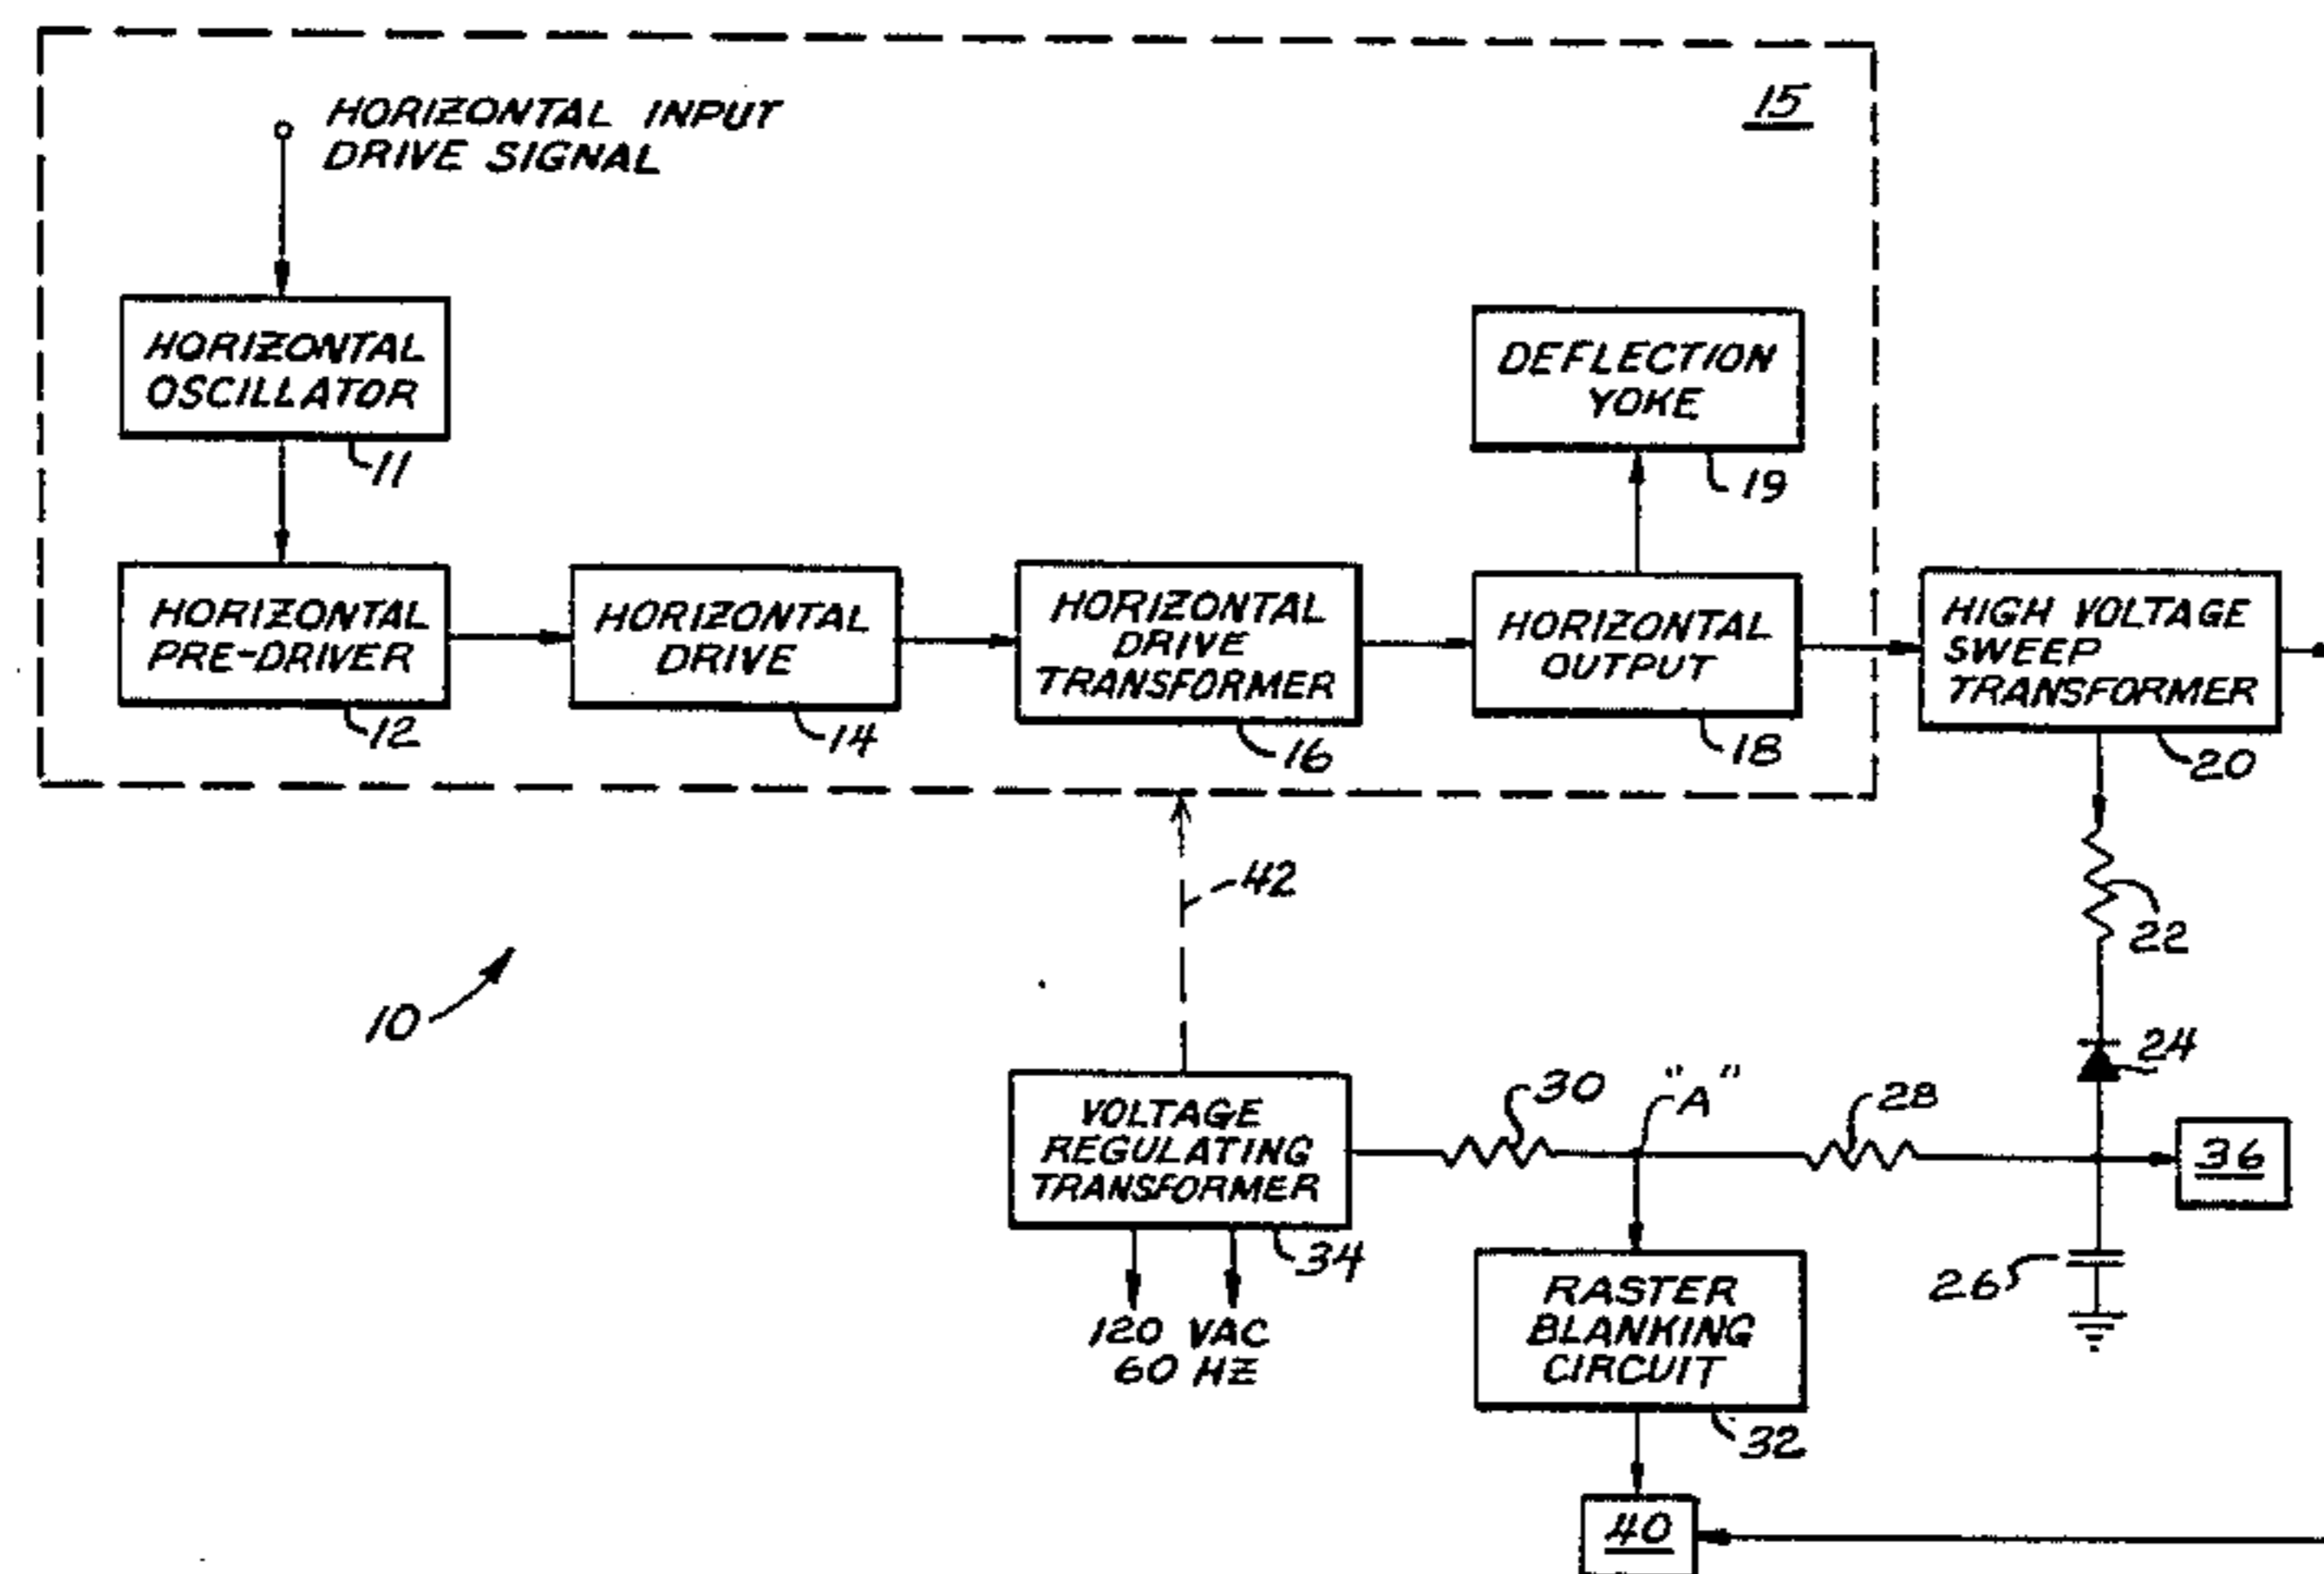 15
HORIZONTAL INPUT
DRIVE SIGNAL
HORIZONTAL
OSCILLATOR
11
DEFLECTION
YOKE
19
HORIZONTAL
PRE-DRIVER
12
HORIZONTAL
DRIVE
14
HORIZONTAL
DRIVE
TRANSFORMER
16
HORIZONTAL
OUTPUT
18
HIGH VOLTAGE
SWEEP
TRANSFORMER
20
42
22
10
24
VOLTAGE
REGULATING
TRANSFORMER
34
30
"A"
28
36
120 VAC
60 HZ
26
RASTER
BLANKING
CIRCUIT
32
40